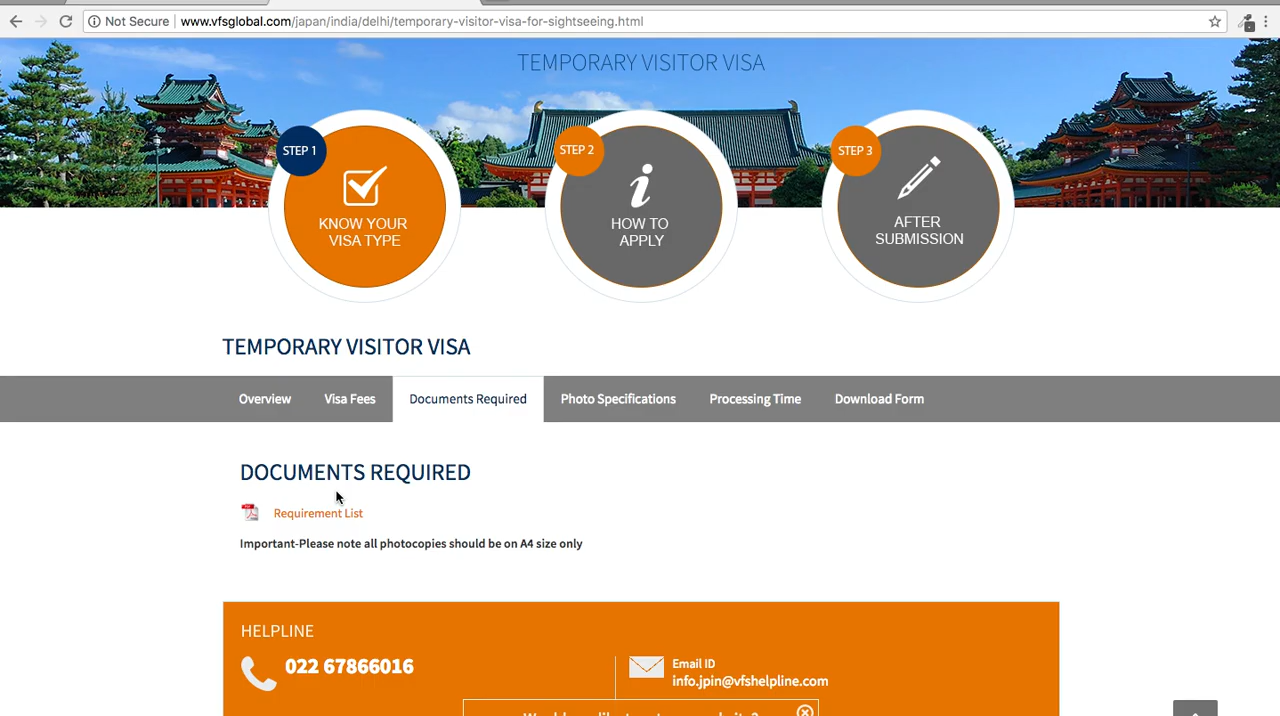 Not Secure
www.vfsglobal.com/japan/india/delhi/temporary-visitor-visa-for-sightseeing.html
TEMPORARY VISITOR VISA
STEP 1
KNOW YOUR
VISA TYPE
STEP 2
HOW TO
APPLY
STEP 3
AFTER
SUBMISSION
TEMPORARY VISITOR VISA
Overview
Visa Fees
Documents Required
Photo Specifications
Processing Time
Download Form
DOCUMENTS REQUIRED
Requirement List
Important-Please note all photocopies should be on A4 size only
HELPLINE
022 67866016
Email ID
info.jpin@vfshelpline.com